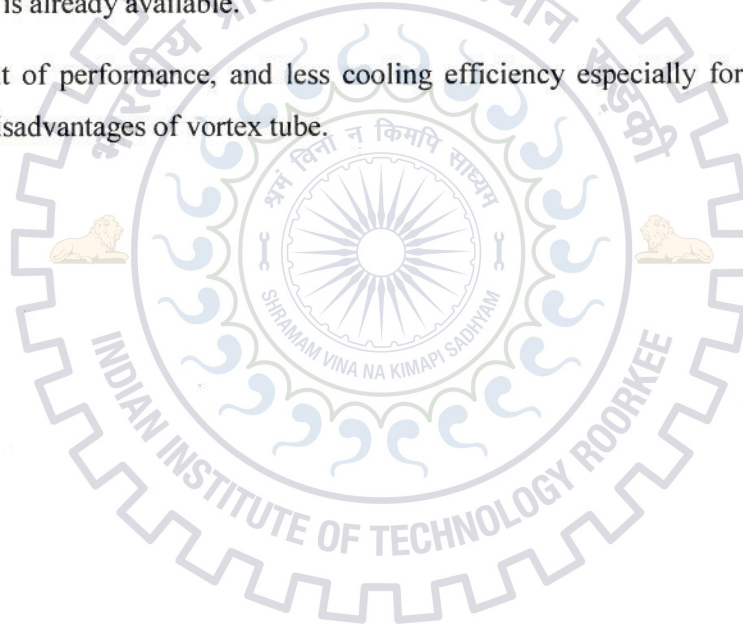 is already available.
t of performance, and less cooling efficiency especially for
isadvantages of vortex tube.
श्रमं विना न किमपि साध्यम्
SHRAMAM VINA NA KIMAPI SADHYAM
INDIAN INSTITUTE OF TECHNOLOGY ROORKEE